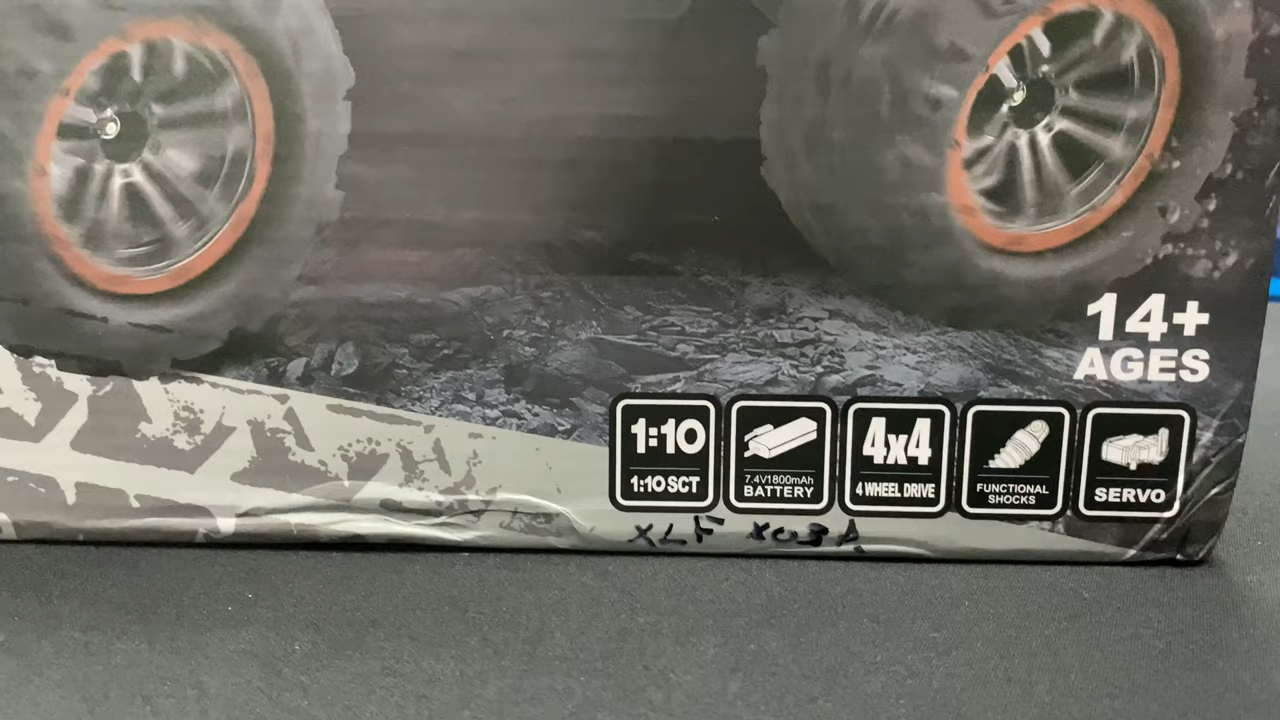 14+
AGES
1:10
1:10 SCT
7.4V1800mAh
BATTERY
4x4
4 WHEEL DRIVE
FUNCTIONAL
SHOCKS
SERVO
XLF X03A